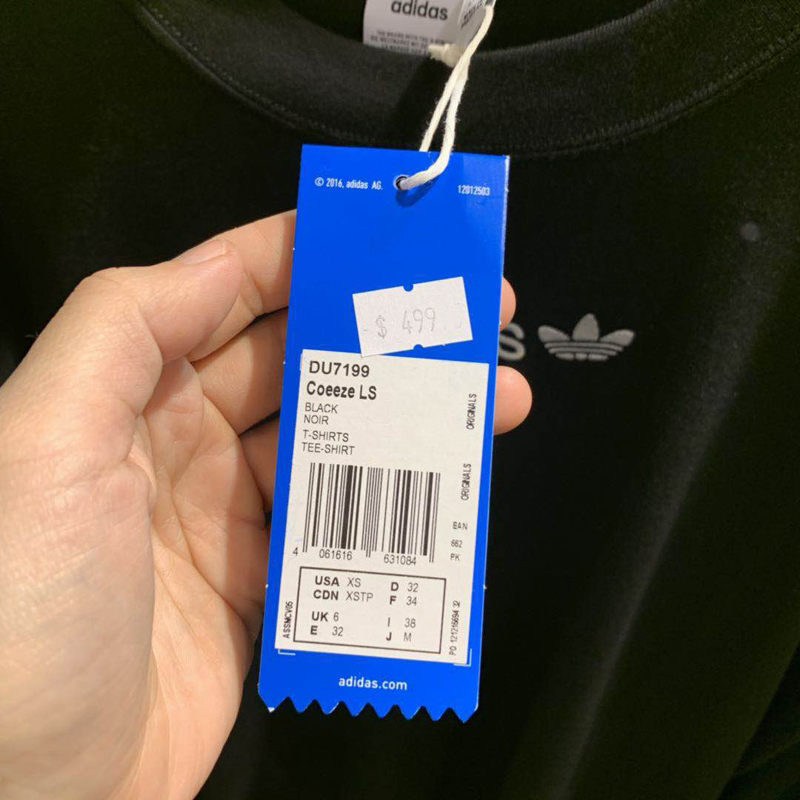 adidas
© 2016, adidas AG.
12012503
$ 499
S
DU7199
Coeeze LS
BLACK
NOIR
T-SHIRTS
TEE-SHIRT
ORIGINALS
ORIGINALS
EAN
662
PK
4 061616 631084
USA XS D 32
CDN XSTP F 34
UK 6 I 38
E 32 J M
ASSMCV05
adidas.com